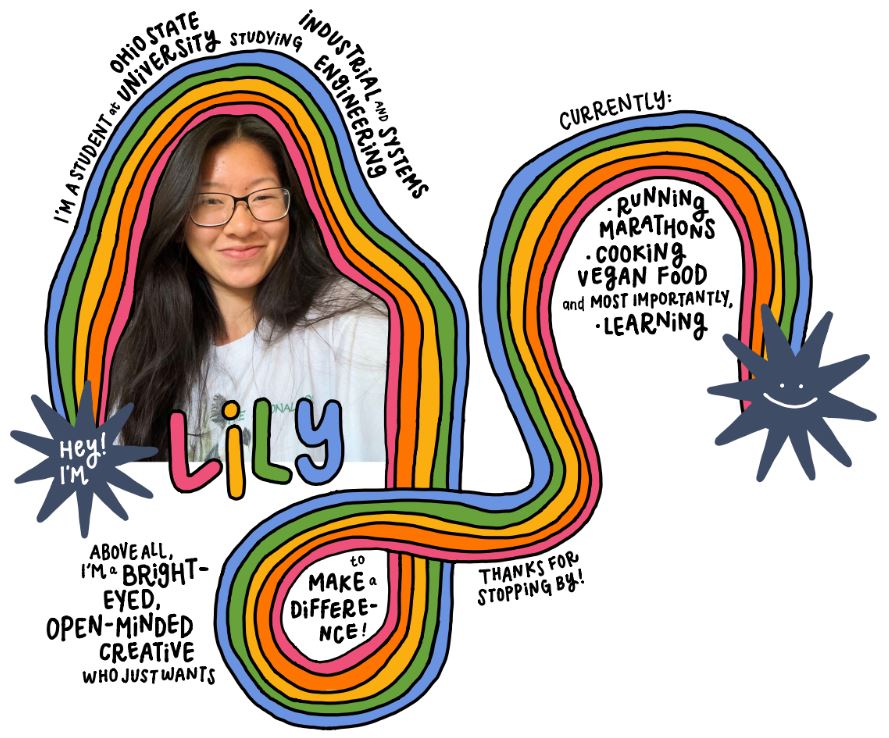 Hey!
I'M
LiLY
I'M A STUDENT at
OHIO STATE
UNIVERSITY
STUDYING
INDUSTRIAL AND SYSTEMS
ENGINEERING
ABOVE ALL,
I'M a BRIGHT-
EYED,
OPEN-MINDED
CREATIVE
WHO JUST WANTS
to
MAKE a
DIFFERE-
NCE!
THANKS FOR
STOPPING BY!
CURRENTLY:
· RUNNING
MARATHONS
· COOKING
VEGAN FOOD
and MOST IMPORTANTLY,
· LEARNING